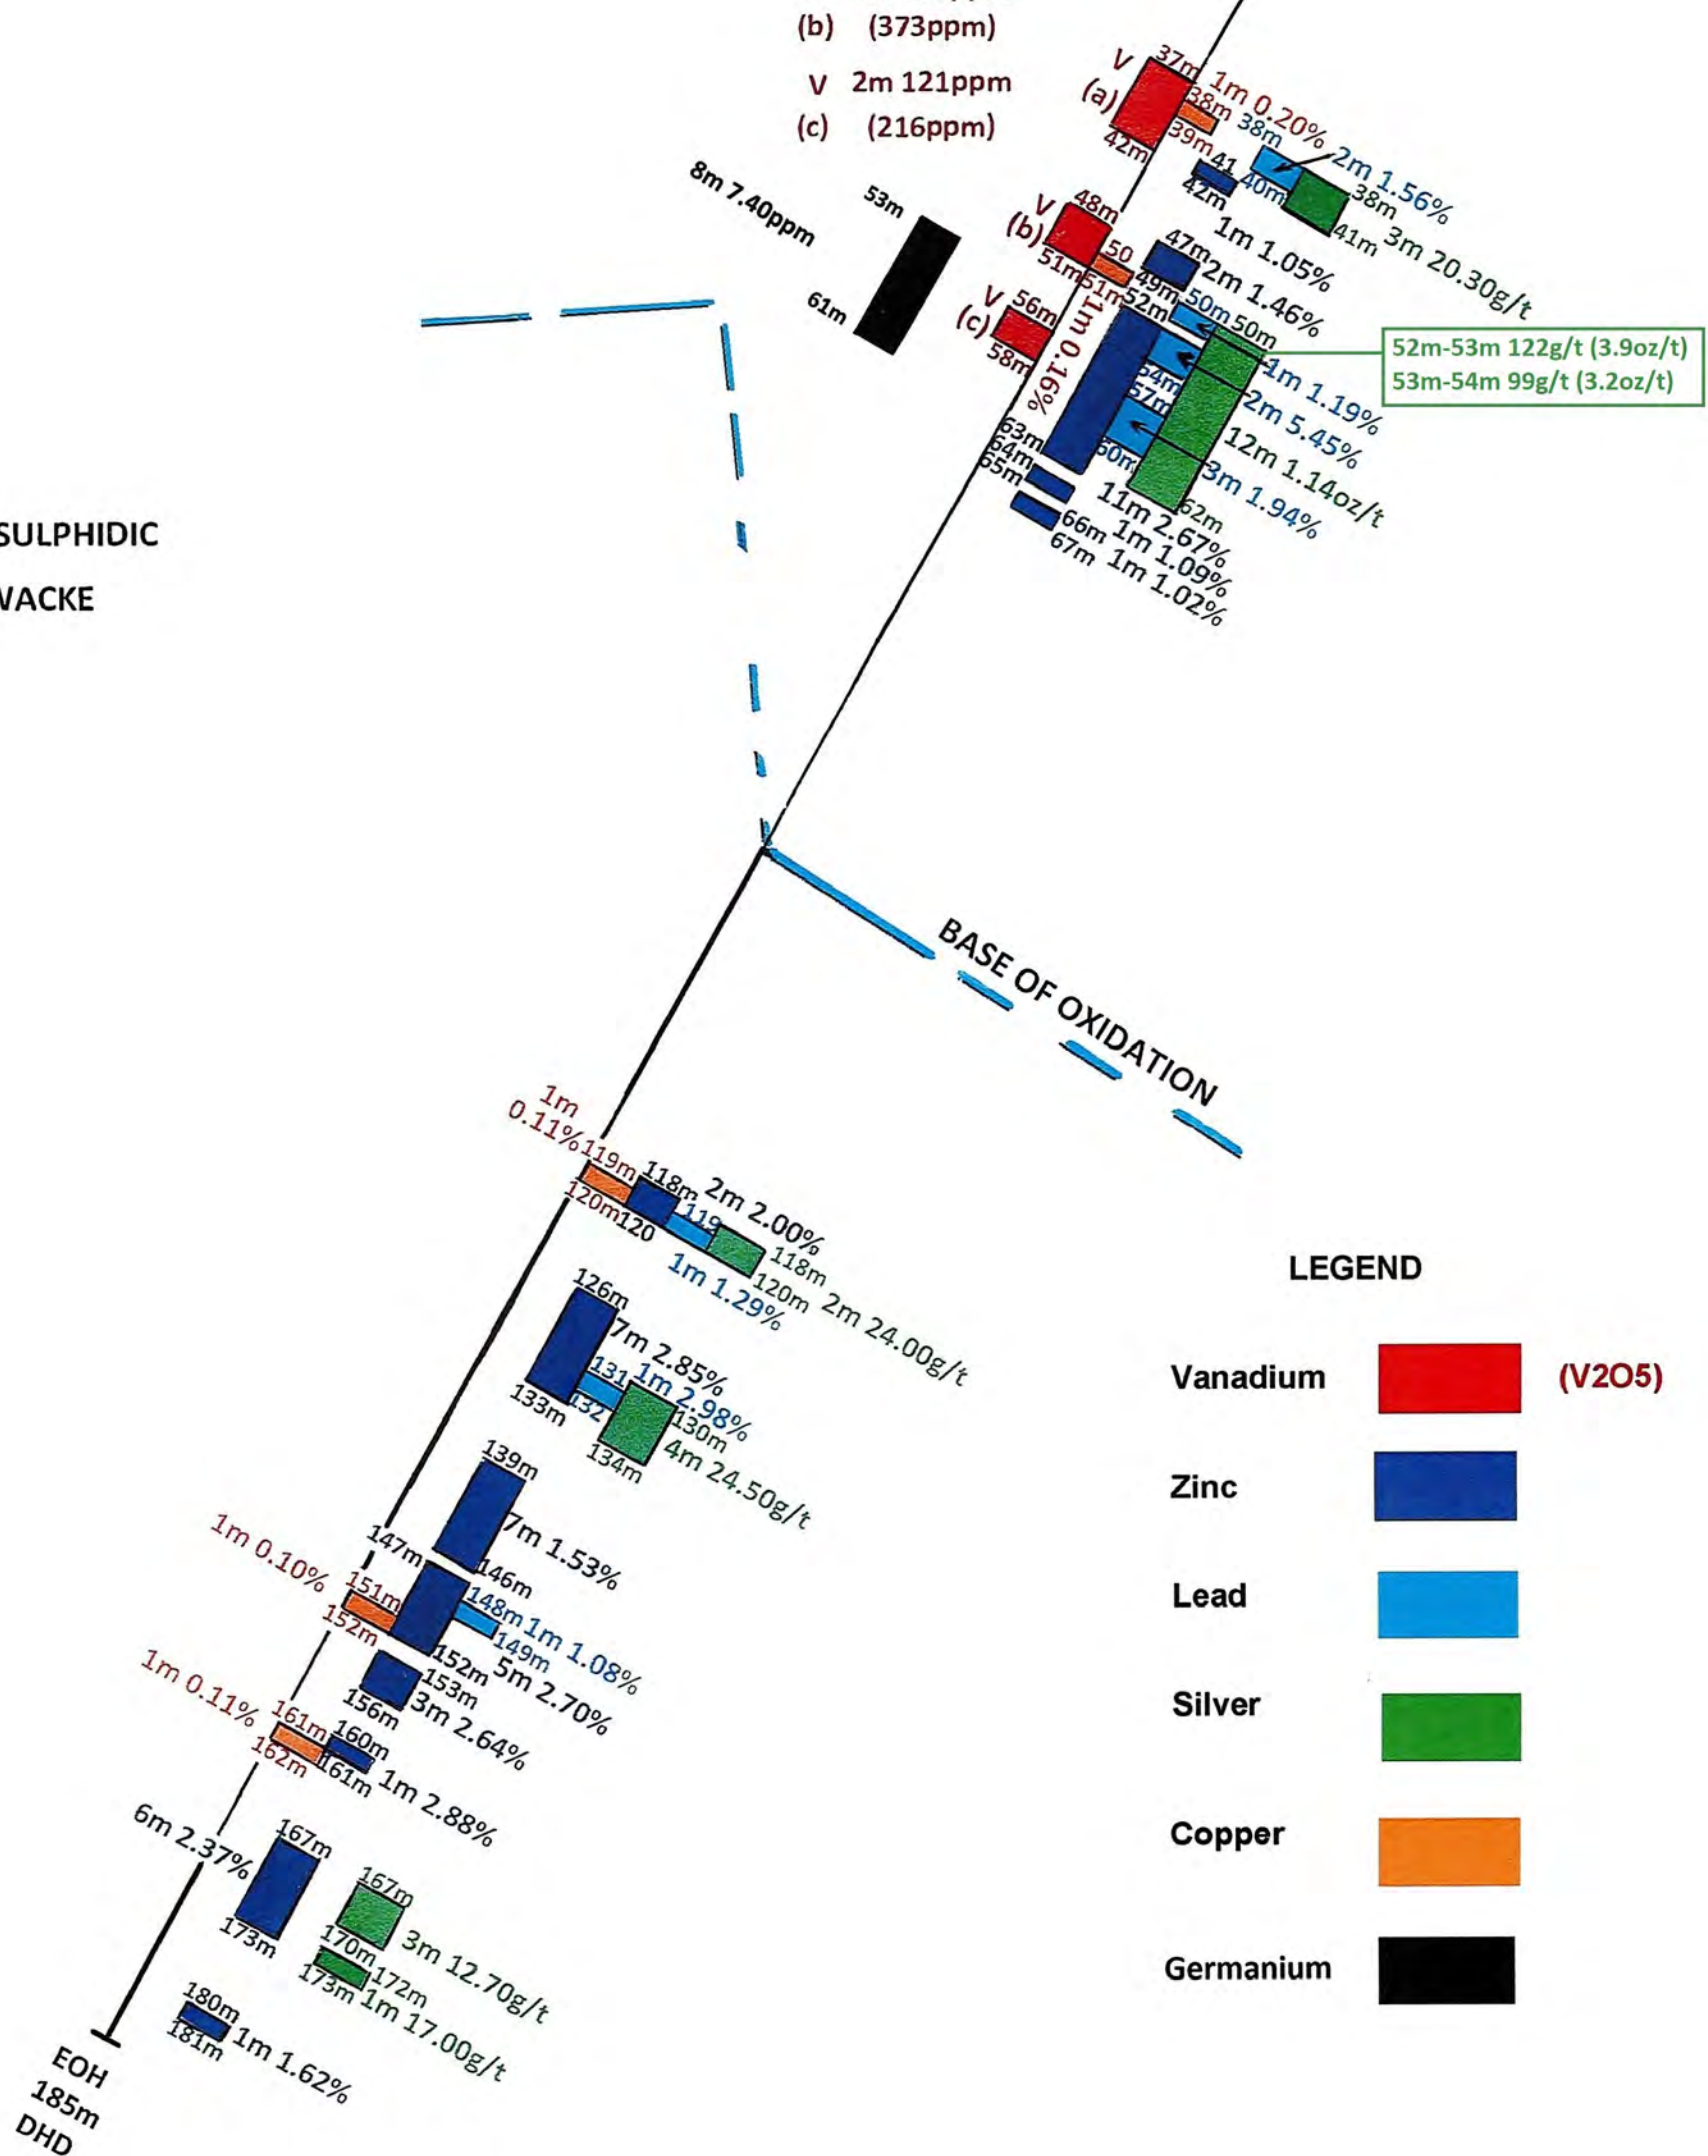 (b) (373ppm)
V 2m 121ppm
(c) (216ppm)
V
(a)
37m
42m
1m 0.20%
38m
39m
38m
40m
2m 1.56%
41
42m
1m 1.05%
38m
41m
3m 20.30g/t
8m 7.40ppm
53m
61m
V
(b)
48m
51m
50
51m
1m 0.16%
47m
49m
2m 1.46%
V
(c)
56m
58m
52m
63m
11m 2.67%
50m
1m 1.19%
54m
2m 5.45%
57m
60m
3m 1.94%
50m
62m
12m 1.14oz/t
52m-53m 122g/t (3.9oz/t)
53m-54m 99g/t (3.2oz/t)
64m
65m
1m 1.09%
66m
67m
1m 1.02%
SULPHIDIC
WACKE
BASE OF OXIDATION
1m
0.11%
119m
120m
118m
120
2m 2.00%
119
1m 1.29%
118m
120m
2m 24.00g/t
126m
133m
7m 2.85%
131
132
1m 2.98%
130m
134m
4m 24.50g/t
139m
146m
7m 1.53%
147m
152m
5m 2.70%
1m 0.10%
151m
152m
148m
149m
1m 1.08%
153m
156m
3m 2.64%
1m 0.11%
161m
162m
160m
161m
1m 2.88%
6m 2.37%
167m
173m
167m
170m
3m 12.70g/t
172m
173m
1m 17.00g/t
180m
181m
1m 1.62%
EOH
185m
DHD
LEGEND
Vanadium (V2O5)
Zinc
Lead
Silver
Copper
Germanium